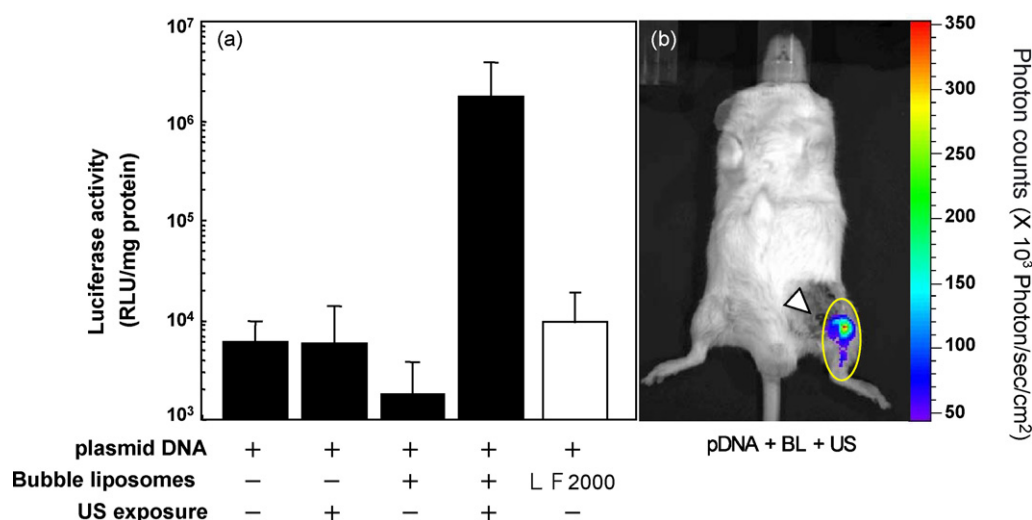 (a)
10⁷
10⁶
10⁵
10⁴
10³
Luciferase activity
(RLU/mg protein)
plasmid DNA + + + + +
Bubble liposomes − − + + L F 2000
US exposure − + − + −
(b)
pDNA + BL + US
350
300
250
200
150
100
50
Photon counts (X 10³ Photon/sec/cm²)